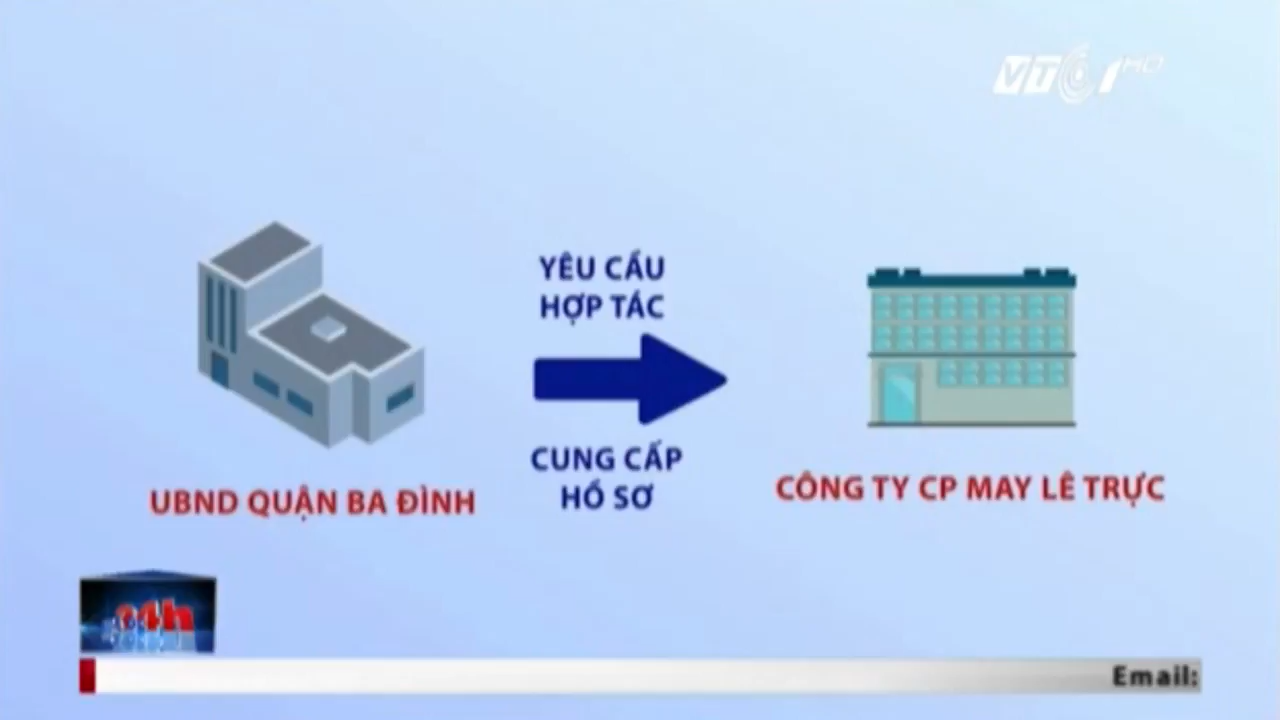 VTC1 HD
YÊU CẦU
HỢP TÁC
CUNG CẤP
HỒ SƠ
UBND QUẬN BA ĐÌNH
CÔNG TY CP MAY LÊ TRỰC
24h
Email: